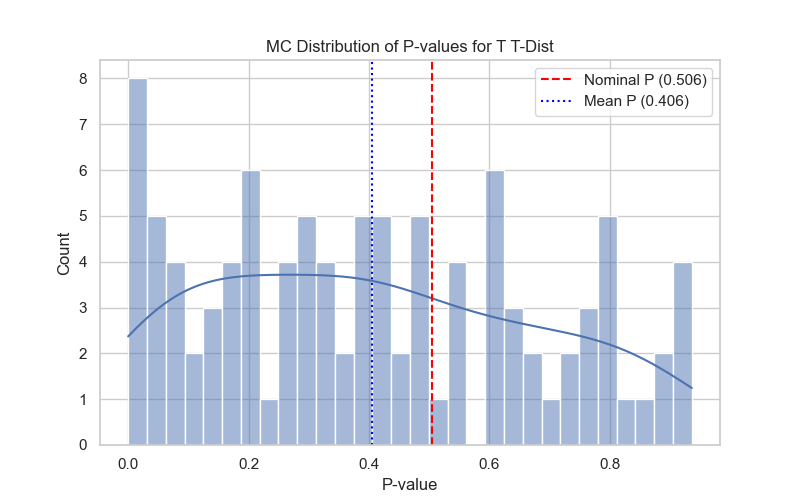 MC Distribution of P-values for T T-Dist
Nominal P (0.506)
Mean P (0.406)
Count
8
7
6
5
4
3
2
1
0
0.0 0.2 0.4 0.6 0.8
P-value